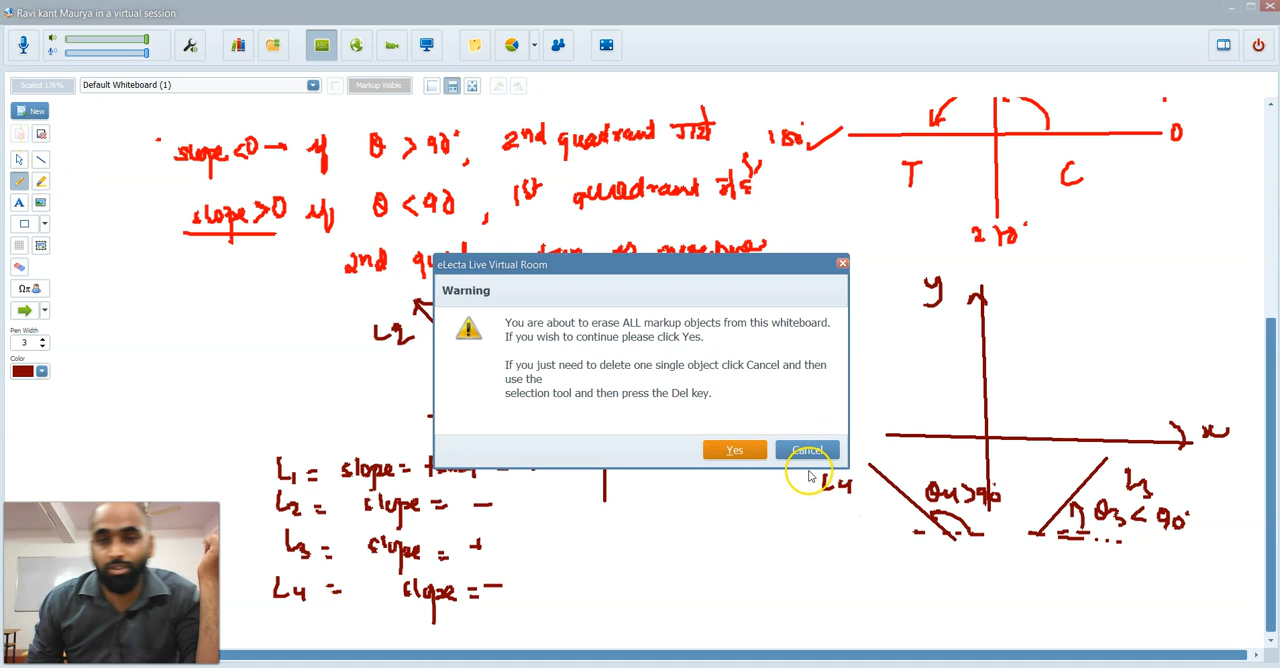 Ravi kant Maurya in a virtual session
ABC
Scaled 176%
Default Whiteboard (1)
Markup Visible
New
A
Ωπ
Pen Width
3
Color
slope < 0 → if θ > 90°, 2nd quadrant
180°
0
slope > 0 if θ < 90, 1st quadrant
T
C
270°
2nd
eLecta Live Virtual Room
Warning
You are about to erase ALL markup objects from this whiteboard.
If you wish to continue please click Yes.
If you just need to delete one single object click Cancel and then
use the
selection tool and then press the Del key.
Yes
Cancel
L2
y
x
L1 = slope =
L2 = slope = −
L3 = slope = +
L4 = slope = −
L4
θ4 > 90
L3
θ3 < 90°